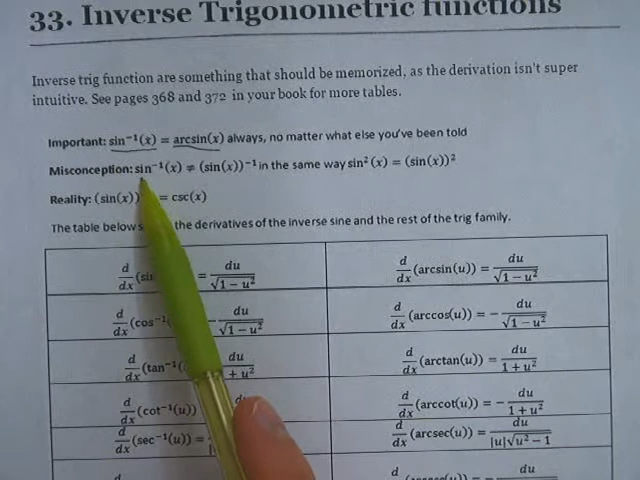 33. Inverse Trigonometric functions
Inverse trig function are something that should be memorized, as the derivation isn't super
intuitive. See pages 368 and 372 in your book for more tables.
Important: sin⁻¹(x) = arcsin(x) always, no matter what else you've been told
Misconception: sin⁻¹(x) ≠ (sin(x))⁻¹ in the same way sin²(x) = (sin(x))²
Reality: (sin(x)) = csc(x)
The table below the derivatives of the inverse sine and the rest of the trig family.
d/dx (sin = du/√(1 − u²)
d/dx (arcsin(u)) = du/√(1 − u²)
d/dx (cos⁻¹ − du/√(1 − u²)
d/dx (arccos(u)) = − du/√(1 − u²)
d/dx (tan⁻¹( du/ + u²
d/dx (arctan(u)) = du/(1 + u²)
d/dx (cot⁻¹(u))
d/dx (arccot(u)) = − du/(1 + u²)
d/dx (sec⁻¹(u)) =
d/dx (arcsec(u)) = du/(|u|√(u² − 1))
d du